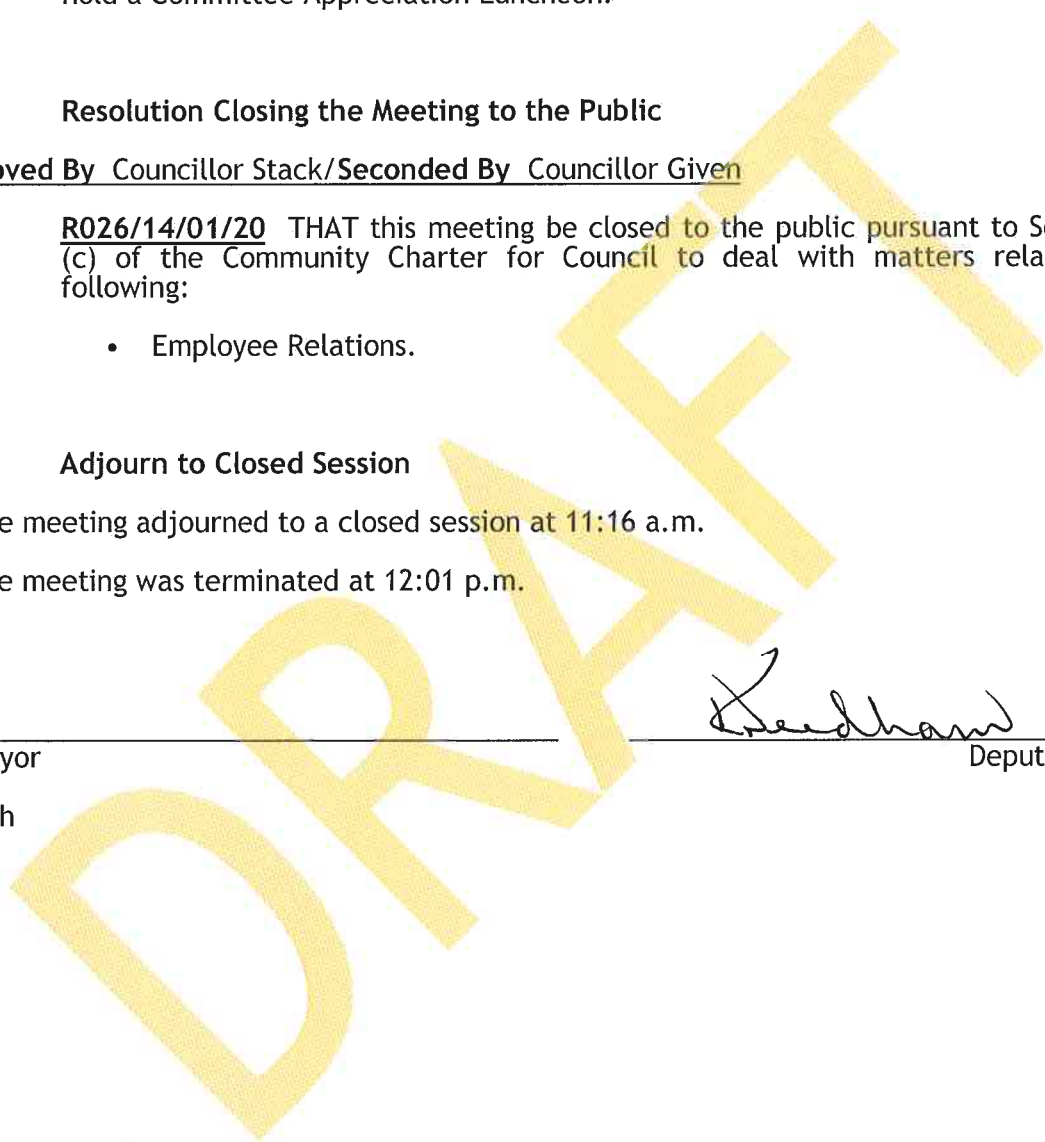 hold a Committee Appreciation Luncheon.
Resolution Closing the Meeting to the Public
oved By Councillor Stack/Seconded By Councillor Given
R026/14/01/20 THAT this meeting be closed to the public pursuant to S
(c) of the Community Charter for Council to deal with matters rela
following:
• Employee Relations.
Adjourn to Closed Session
e meeting adjourned to a closed session at 11:16 a.m.
e meeting was terminated at 12:01 p.m.
yor
Deput
h
DRAFT